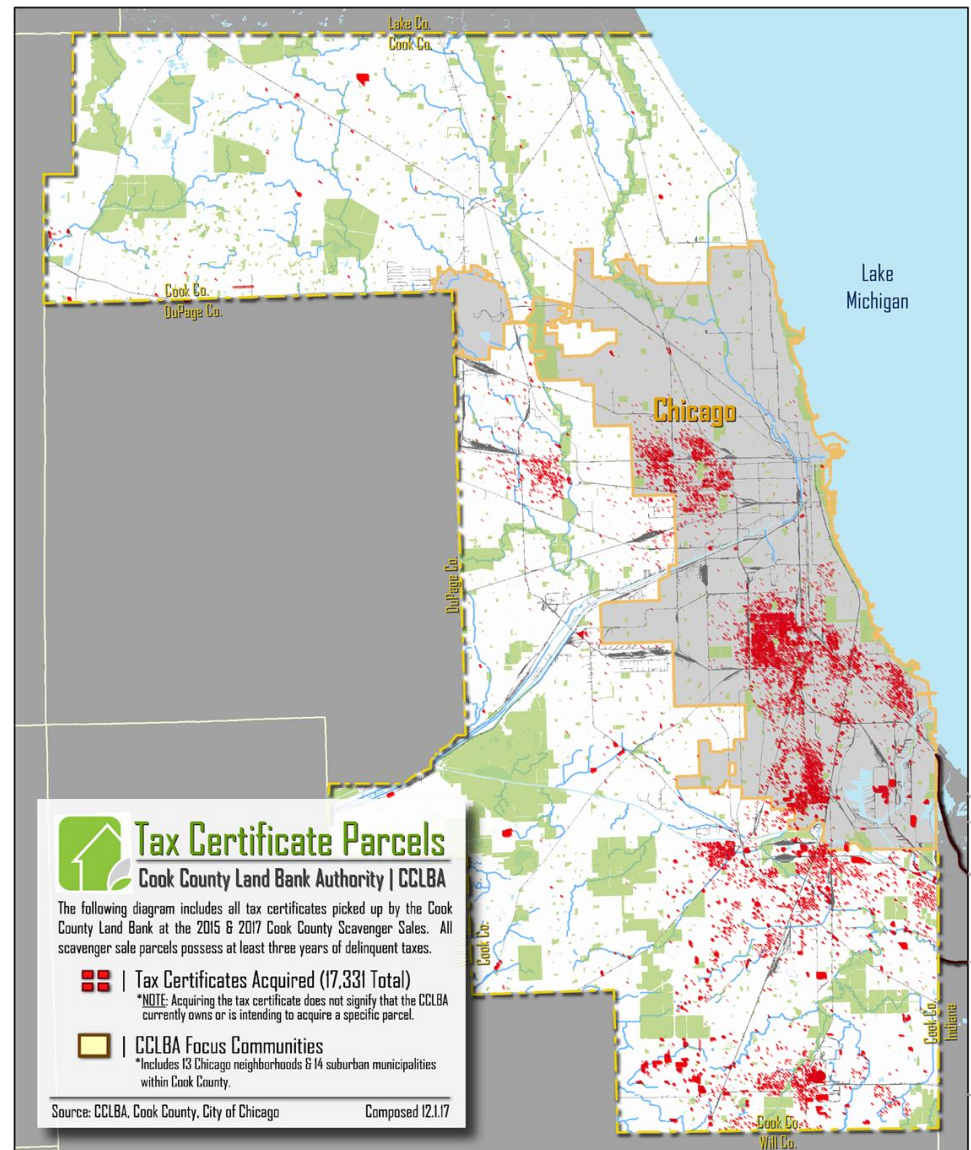 Lake Co.
Cook Co.
Lake
Michigan
Cook Co.
DuPage Co.
Chicago
DuPage Co.
Cook Co.
Cook Co.
Indiana
Cook Co.
Will Co.
Tax Certificate Parcels
Cook County Land Bank Authority | CCLBA
The following diagram includes all tax certificates picked up by the Cook
County Land Bank at the 2015 & 2017 Cook County Scavenger Sales. All
scavenger sale parcels possess at least three years of delinquent taxes.
| Tax Certificates Acquired (17,331 Total)
*NOTE: Acquiring the tax certificate does not signify that the CCLBA
currently owns or is intending to acquire a specific parcel.
| CCLBA Focus Communities
*Includes 13 Chicago neighborhoods & 14 suburban municipalities
within Cook County.
Source: CCLBA, Cook County, City of Chicago Composed 12.1.17